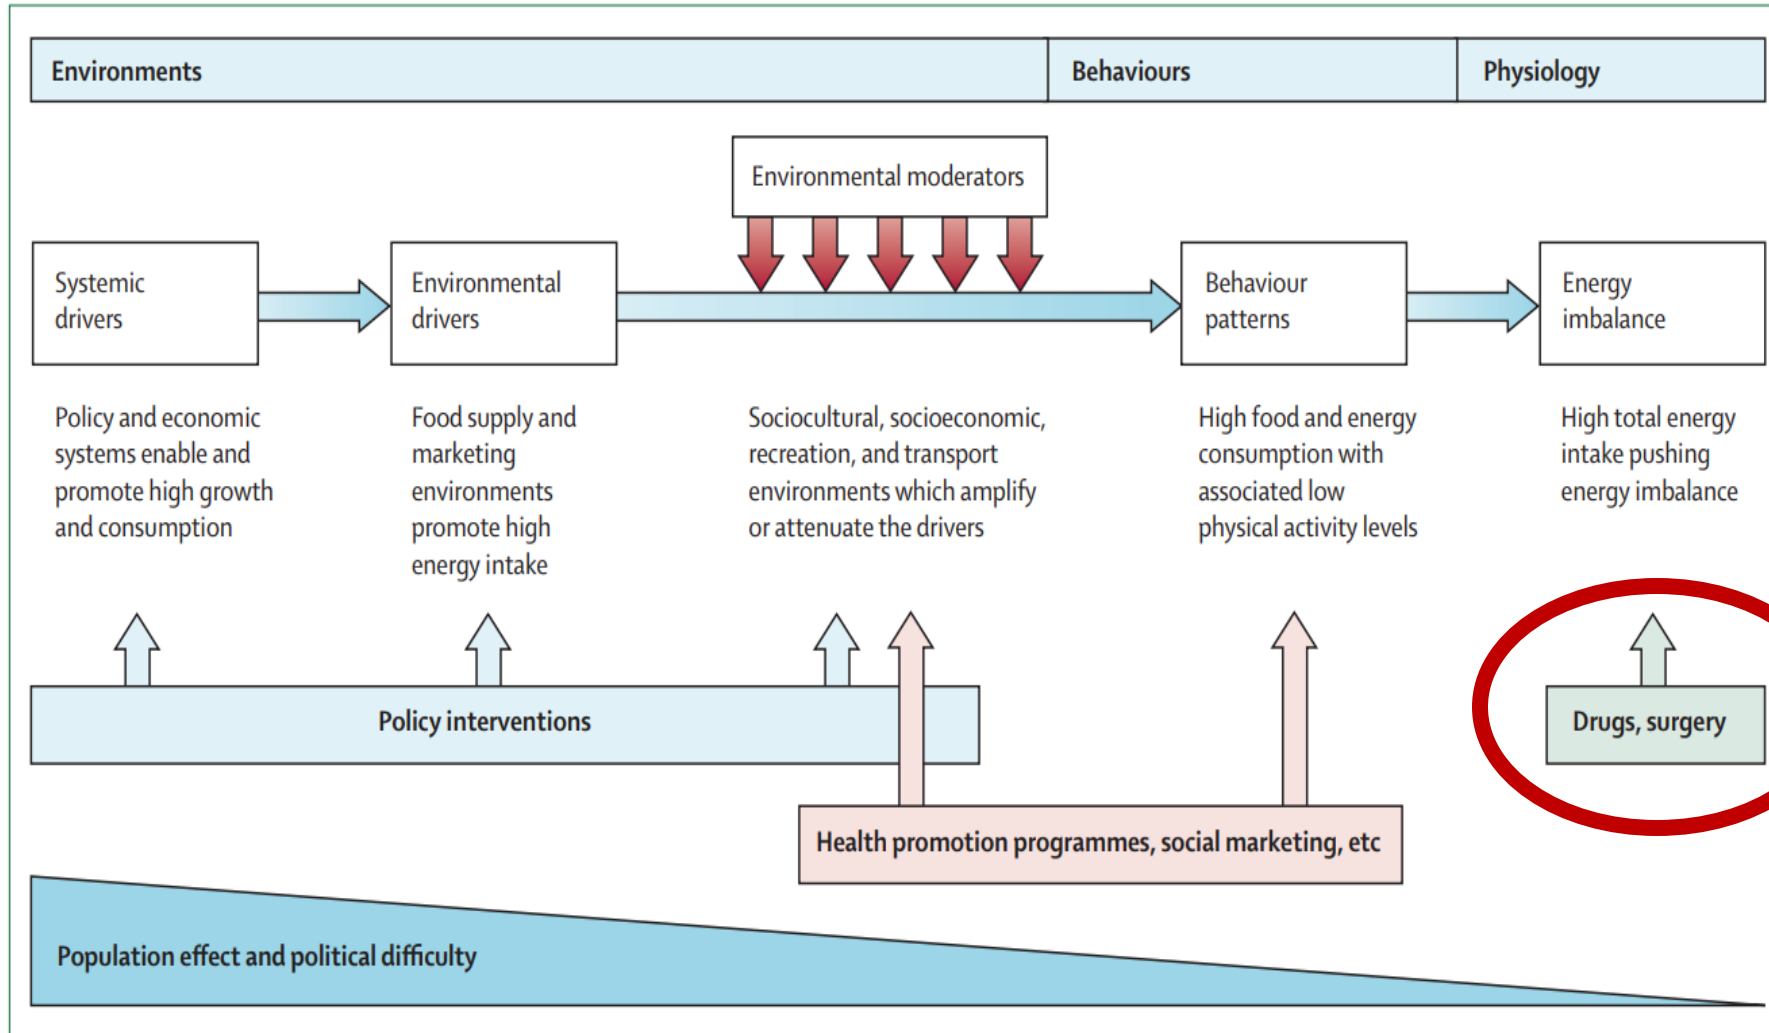 Environments
Behaviours
Physiology
Environmental moderators
Systemic
drivers
Environmental
drivers
Behaviour
patterns
Energy
imbalance
Policy and economic
systems enable and
promote high growth
and consumption
Food supply and
marketing
environments
promote high
energy intake
Sociocultural, socioeconomic,
recreation, and transport
environments which amplify
or attenuate the drivers
High food and energy
consumption with
associated low
physical activity levels
High total energy
intake pushing
energy imbalance
Policy interventions
Drugs, surgery
Health promotion programmes, social marketing, etc
Population effect and political difficulty